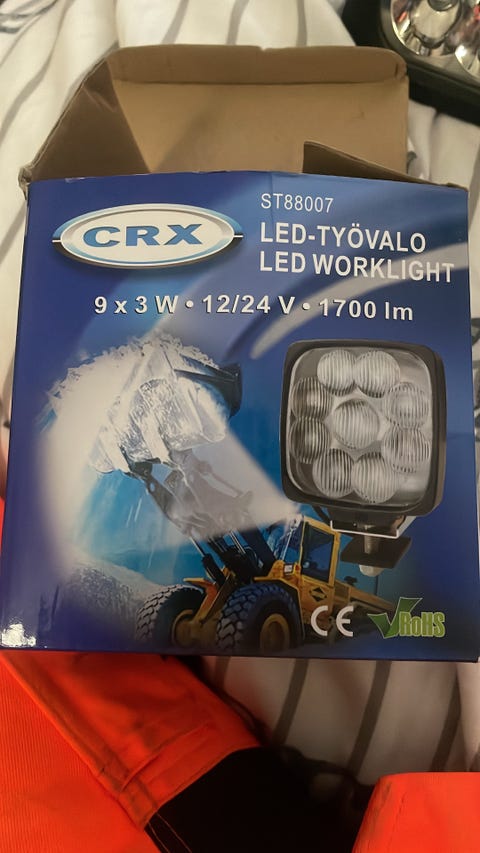 ST88007
CRX
LED-TYÖVALO
LED WORKLIGHT
9 x 3 W • 12/24 V • 1700 lm
CE
RoHS